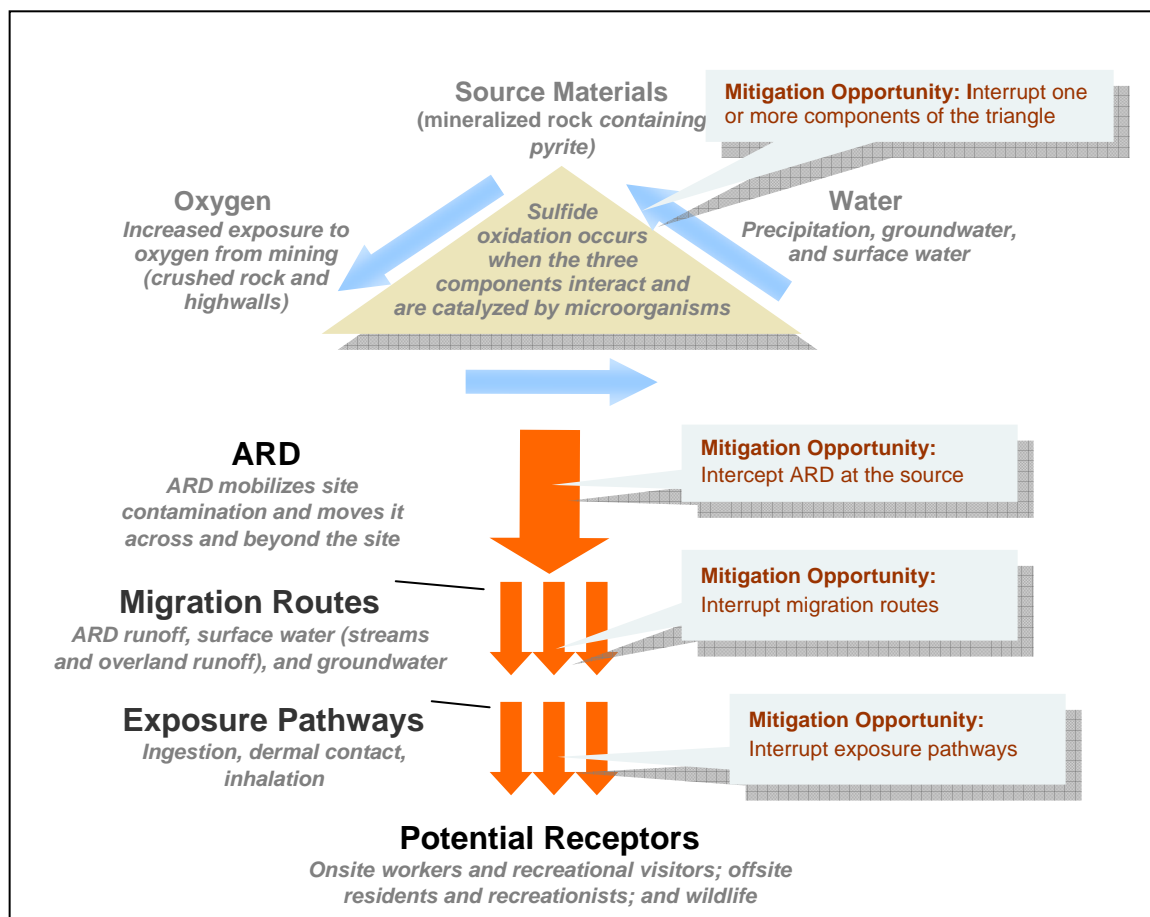 Source Materials
(mineralized rock containing
pyrite)
Mitigation Opportunity: Interrupt one
or more components of the triangle
Oxygen
Increased exposure to
oxygen from mining
(crushed rock and
highwalls)
Sulfide
oxidation occurs
when the three
components interact and
are catalyzed by microorganisms
Water
Precipitation, groundwater,
and surface water
ARD
ARD mobilizes site
contamination and moves it
across and beyond the site
Mitigation Opportunity:
Intercept ARD at the source
Migration Routes
ARD runoff, surface water (streams
and overland runoff), and groundwater
Mitigation Opportunity:
Interrupt migration routes
Exposure Pathways
Ingestion, dermal contact,
inhalation
Mitigation Opportunity:
Interrupt exposure pathways
Potential Receptors
Onsite workers and recreational visitors; offsite
residents and recreationists; and wildlife